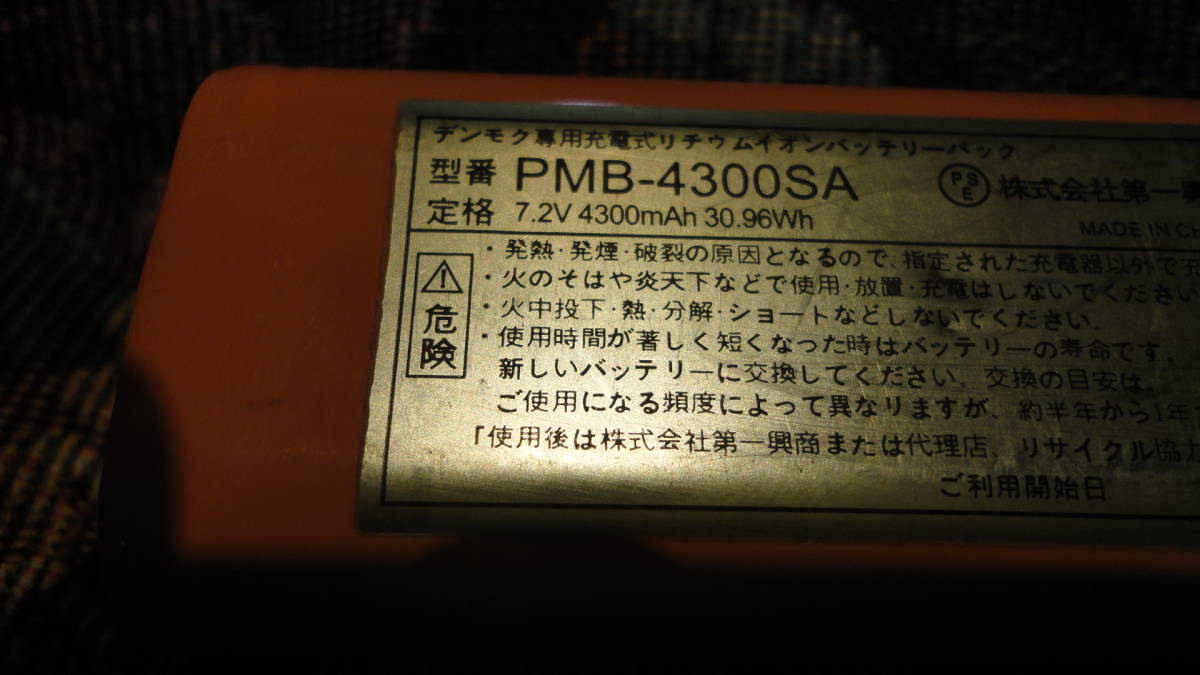 デンモク専用充電式リチウムイオンバッテリーパック
型番 PMB-4300SA PSE 株式会社第一興
定格 7.2V 4300mAh 30.96Wh
MADE IN CH
危険
・発熱・発煙・破裂の原因となるので、指定された充電器以外で充
・火のそばや炎天下などで使用・放置・充電はしないでください
・火中投下・熱・分解・ショートなどしないでください.
・使用時間が著しく短くなった時はバッテリーの寿命です.
新しいバッテリーに交換してください. 交換の目安は、
ご使用になる頻度によって異なりますが、約半年から1年
「使用後は株式会社第一興商または代理店、リサイクル協力
ご利用開始日